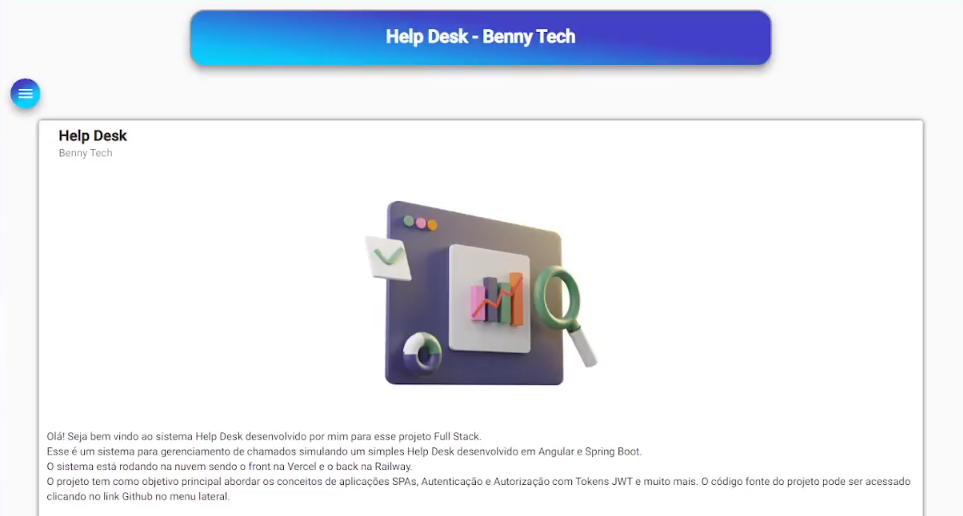 Help Desk - Benny Tech
Help Desk
Benny Tech
Olá! Seja bem vindo ao sistema Help Desk desenvolvido por mim para esse projeto Full Stack.
Esse é um sistema para gerenciamento de chamados simulando um simples Help Desk desenvolvido em Angular e Spring Boot.
O sistema está rodando na nuvem sendo o front na Vercel e o back na Railway.
O projeto tem como objetivo principal abordar os conceitos de aplicações SPAs, Autenticação e Autorização com Tokens JWT e muito mais. O código fonte do projeto pode ser acessado
clicando no link Github no menu lateral.